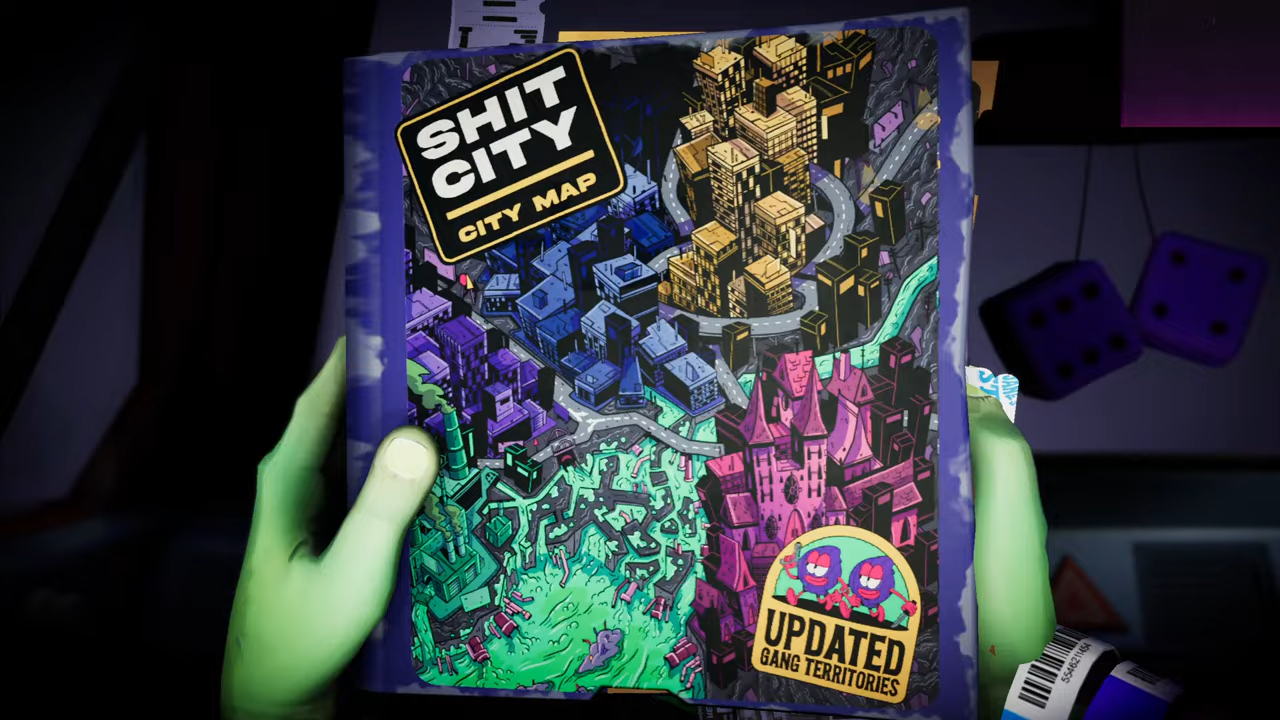 SHIT
CITY
CITY MAP
UPDATED
GANG TERRITORIES